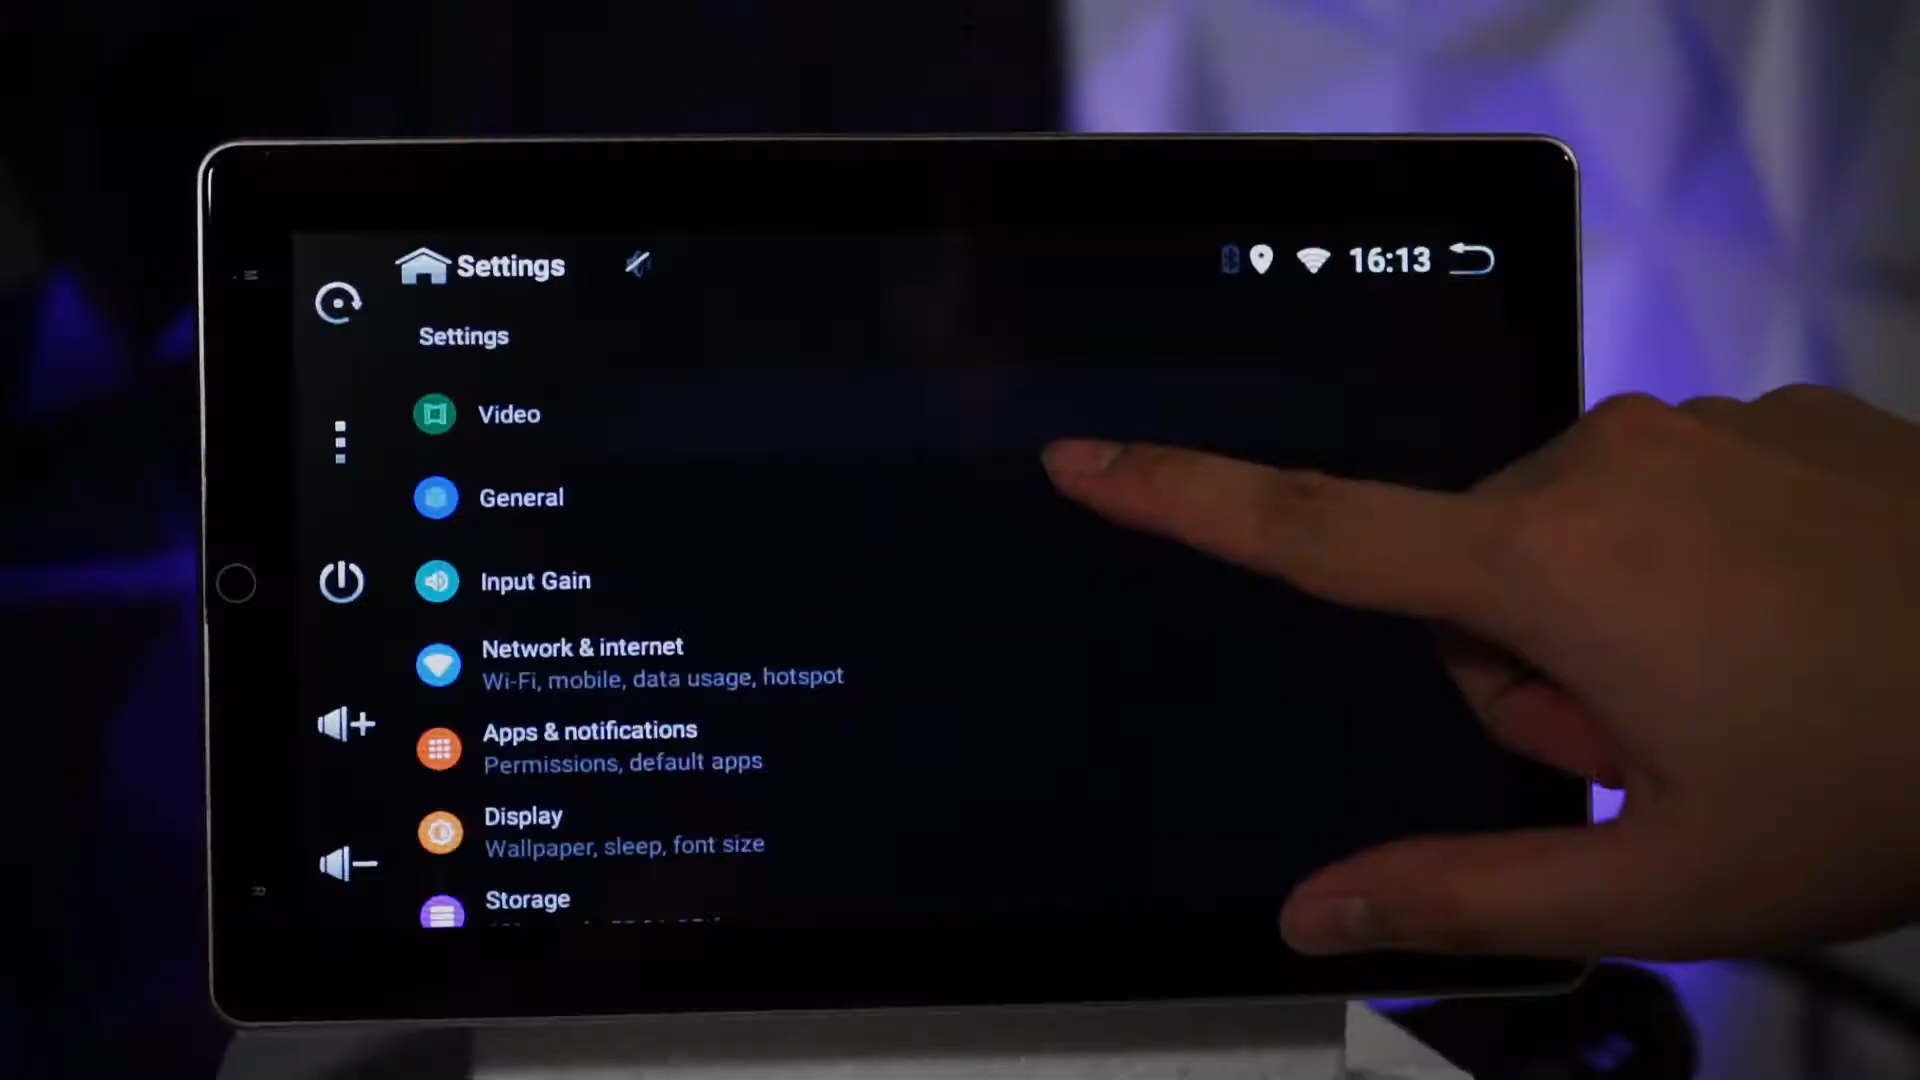 Settings
16:13
Settings
Video
General
Input Gain
Network & internet
Wi-Fi, mobile, data usage, hotspot
Apps & notifications
Permissions, default apps
Display
Wallpaper, sleep, font size
Storage
M
R